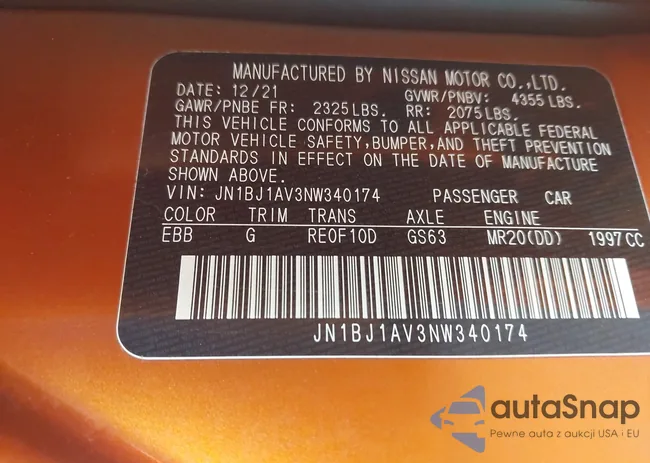 MANUFACTURED BY NISSAN MOTOR CO.,LTD.
DATE: 12/21 GVWR/PNBV: 4355 LBS.
GAWR/PNBE FR: 2325 LBS. RR: 2075 LBS.
THIS VEHICLE CONFORMS TO ALL APPLICABLE FEDERAL
MOTOR VEHICLE SAFETY, BUMPER, AND THEFT PREVENTION
STANDARDS IN EFFECT ON THE DATE OF MANUFACTURE
SHOWN ABOVE.
VIN: JN1BJ1AV3NW340174 PASSENGER CAR
COLOR TRIM TRANS AXLE ENGINE
EBB G RE0F10D GS63 MR20(DD) 1997CC
JN1BJ1AV3NW340174
autaSnap
Pewne auta z aukcji USA i EU